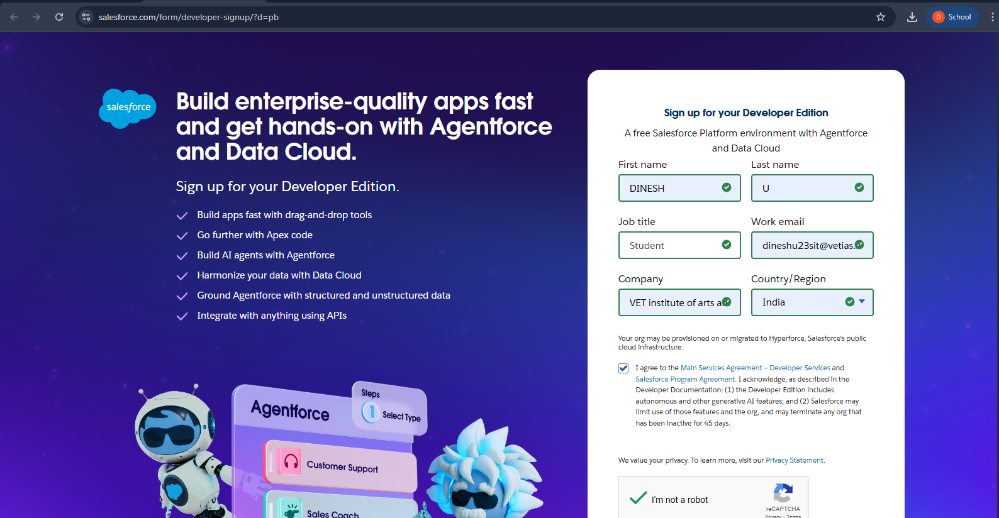 salesforce.com/form/developer-signup/?d=pb
D School
salesforce
Build enterprise-quality apps fast
and get hands-on with Agentforce
and Data Cloud.
Sign up for your Developer Edition.
Build apps fast with drag-and-drop tools
Go further with Apex code
Build AI agents with Agentforce
Harmonize your data with Data Cloud
Ground Agentforce with structured and unstructured data
Integrate with anything using APIs
Agentforce
Steps
1 Select Type
Customer Support
Sales Coach
Sign up for your Developer Edition
A free Salesforce Platform environment with Agentforce
and Data Cloud
First name Last name
DINESH U
Job title Work email
Student dineshu23sit@vetias.
Company Country/Region
VET institute of arts India
Your org may be provisioned on or migrated to Hyperforce, Salesforce's public
cloud infrastructure.
I agree to the Main Services Agreement – Developer Services and
Salesforce Program Agreement. I acknowledge, as described in the
Developer Documentation: (1) the Developer Edition includes
autonomous and other generative AI features; and (2) Salesforce may
limit use of those features and the org, and may terminate any org that
has been inactive for 45 days.
We value your privacy. To learn more, visit our Privacy Statement.
I'm not a robot
reCAPTCHA
Privacy - Terms